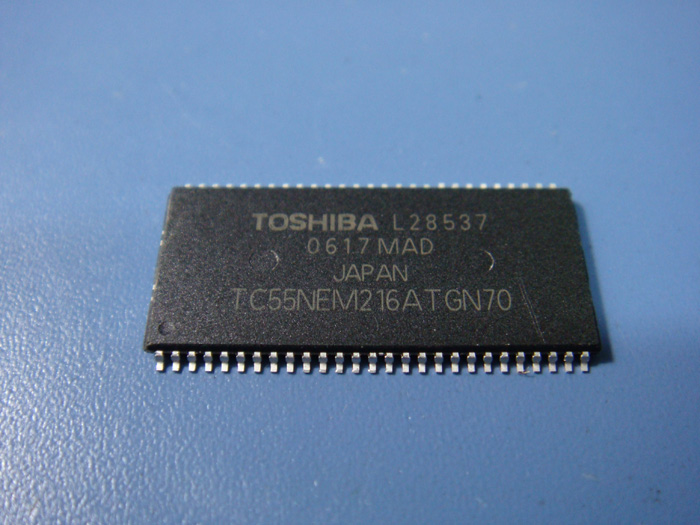 TOSHIBA L28537
0617MAD
JAPAN
TC55NEM216ATGN70